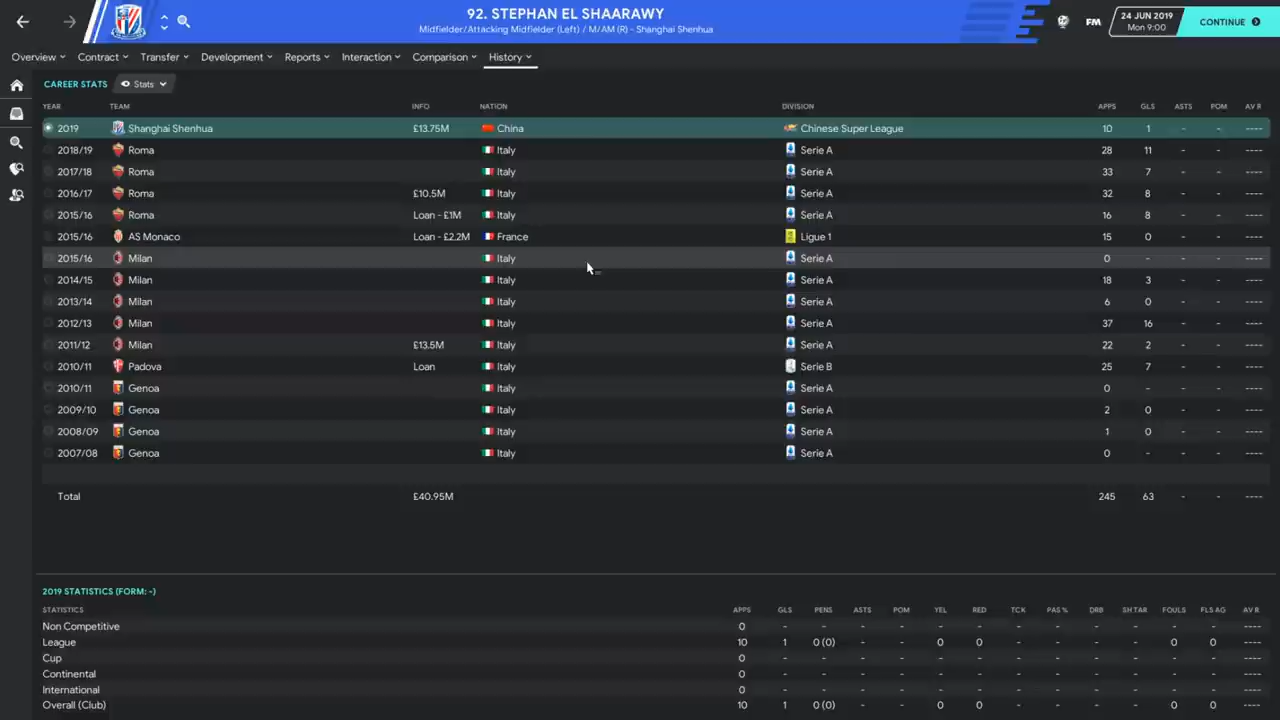 92. STEPHAN EL SHAARAWY
Midfielder/Attacking Midfielder (Left) / M/AM (R) - Shanghai Shenhua
FM
24 JUN 2019
Mon 9:00
CONTINUE
Overview Contract Transfer Development Reports Interaction Comparison History
CAREER STATS Stats
YEAR TEAM INFO NATION DIVISION APPS GLS ASTS POM AV R
2019 Shanghai Shenhua £13.75M China Chinese Super League 10 1 - - ----
2018/19 Roma Italy Serie A 28 11 - - ----
2017/18 Roma Italy Serie A 33 7 - - ----
2016/17 Roma £10.5M Italy Serie A 32 8 - - ----
2015/16 Roma Loan - £1M Italy Serie A 16 8 - - ----
2015/16 AS Monaco Loan - £2.2M France Ligue 1 15 0 - - ----
2015/16 Milan Italy Serie A 0 - - - ----
2014/15 Milan Italy Serie A 18 3 - - ----
2013/14 Milan Italy Serie A 6 0 - - ----
2012/13 Milan Italy Serie A 37 16 - - ----
2011/12 Milan £13.5M Italy Serie A 22 2 - - ----
2010/11 Padova Loan Italy Serie B 25 7 - - ----
2010/11 Genoa Italy Serie A 0 - - - ----
2009/10 Genoa Italy Serie A 2 0 - - ----
2008/09 Genoa Italy Serie A 1 0 - - ----
2007/08 Genoa Italy Serie A 0 - - - ----
Total £40.95M 245 63 - - ----
2019 STATISTICS (FORM: -)
STATISTICS APPS GLS PENS ASTS POM YEL RED TCK PAS % DRB SH TAR FOULS FLS AG AV R
Non Competitive 0 - - - - - - - - - - - - ----
League 10 1 0 (0) - - 0 0 - - - - 0 0 ----
Cup 0 - - - - - - - - - - - - ----
Continental 0 - - - - - - - - - - - - ----
International 0 - - - - - - - - - - - - ----
Overall (Club) 10 1 0 (0) - - 0 0 - - - - 0 0 ----